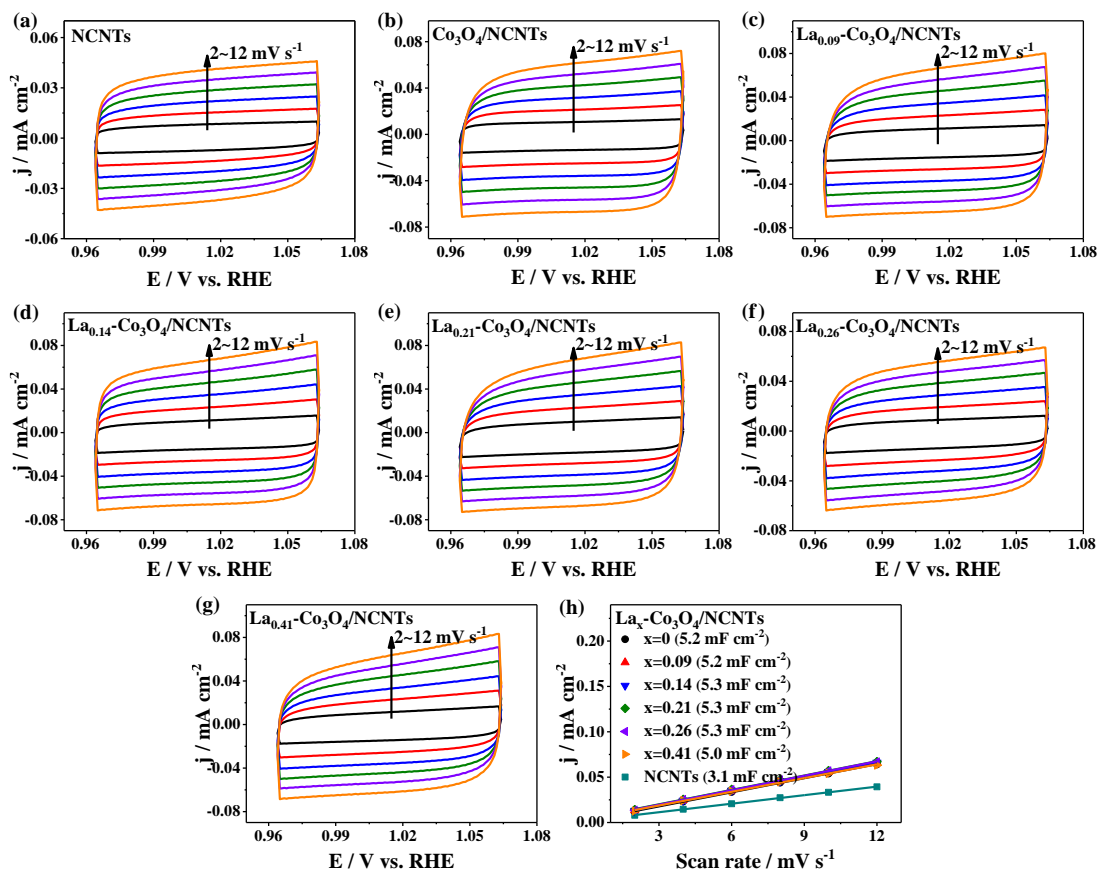 (a)
NCNTs
2~12 mV s⁻¹
0.06
0.03
0.00
-0.03
-0.06
j / mA cm⁻²
0.96 0.99 1.02 1.05 1.08
E / V vs. RHE
(b)
Co₃O₄/NCNTs
2~12 mV s⁻¹
0.08
0.04
0.00
-0.04
-0.08
j / mA cm⁻²
0.96 0.99 1.02 1.05 1.08
E / V vs. RHE
(c)
La₀.₀₉-Co₃O₄/NCNTs
2~12 mV s⁻¹
0.08
0.04
0.00
-0.04
-0.08
j / mA cm⁻²
0.96 0.99 1.02 1.05 1.08
E / V vs. RHE
(d)
La₀.₁₄-Co₃O₄/NCNTs
2~12 mV s⁻¹
0.08
0.04
0.00
-0.04
-0.08
j / mA cm⁻²
0.96 0.99 1.02 1.05 1.08
E / V vs. RHE
(e)
La₀.₂₁-Co₃O₄/NCNTs
2~12 mV s⁻¹
0.08
0.04
0.00
-0.04
-0.08
j / mA cm⁻²
0.96 0.99 1.02 1.05 1.08
E / V vs. RHE
(f)
La₀.₂₆-Co₃O₄/NCNTs
2~12 mV s⁻¹
0.08
0.04
0.00
-0.04
-0.08
j / mA cm⁻²
0.96 0.99 1.02 1.05 1.08
E / V vs. RHE
(g)
La₀.₄₁-Co₃O₄/NCNTs
2~12 mV s⁻¹
0.08
0.04
0.00
-0.04
-0.08
j / mA cm⁻²
0.96 0.99 1.02 1.05 1.08
E / V vs. RHE
(h)
Laₓ-Co₃O₄/NCNTs
x=0 (5.2 mF cm⁻²)
x=0.09 (5.2 mF cm⁻²)
x=0.14 (5.3 mF cm⁻²)
x=0.21 (5.3 mF cm⁻²)
x=0.26 (5.3 mF cm⁻²)
x=0.41 (5.0 mF cm⁻²)
NCNTs (3.1 mF cm⁻²)
0.20
0.15
0.10
0.05
0.00
j / mA cm⁻²
3 6 9 12
Scan rate / mV s⁻¹